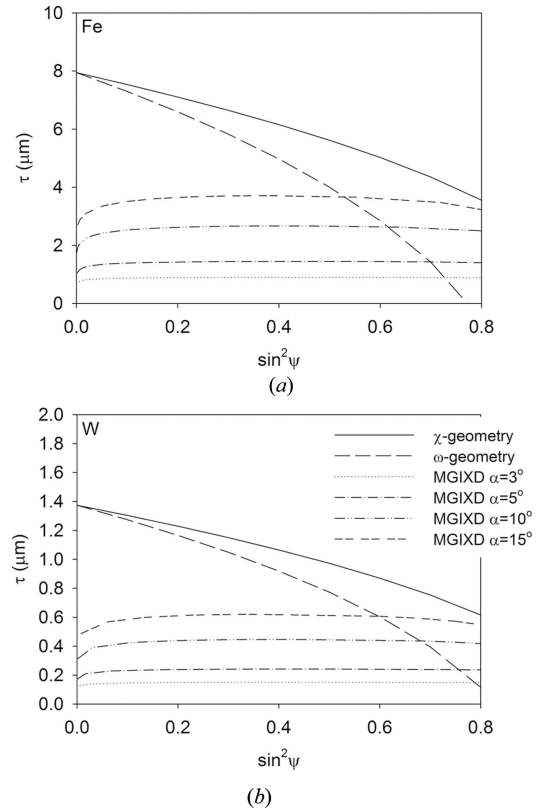 Fe
10
8
6
4
2
0
τ (μm)
0.0 0.2 0.4 0.6 0.8
sin²ψ
(a)
W
2.0
1.8
1.6
1.4
1.2
1.0
0.8
0.6
0.4
0.2
0.0
τ (μm)
χ-geometry
ω-geometry
MGIXD α=3°
MGIXD α=5°
MGIXD α=10°
MGIXD α=15°
0.0 0.2 0.4 0.6 0.8
sin²ψ
(b)